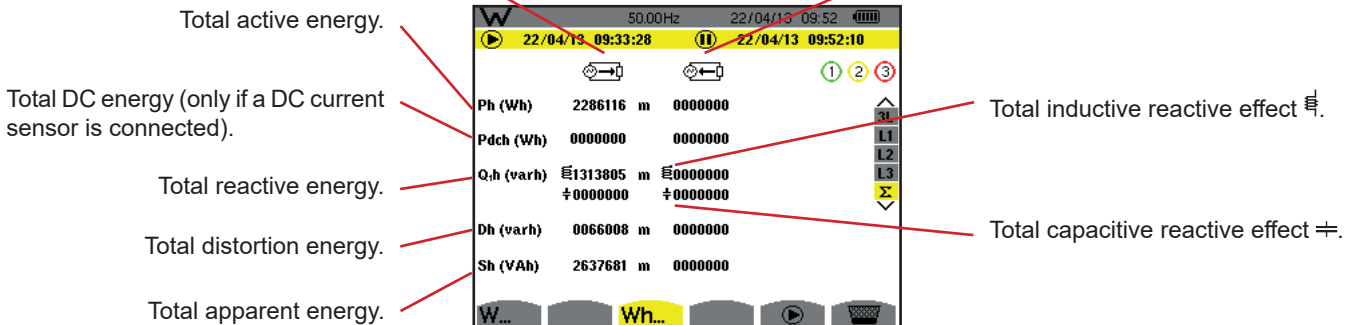 W 50.00Hz 22/04/13 09:52
22/04/13 09:33:28 22/04/13 09:52:10
1 2 3
Total active energy.
Ph (Wh) 2286116 m 0000000
3L
Total DC energy (only if a DC current
sensor is connected).
Pdch (Wh) 0000000 0000000
L1
L2
Total inductive reactive effect
Total reactive energy.
Q₁h (varh) 1313805 m 0000000
L3
0000000 0000000
Σ
Total capacitive reactive effect
Total distortion energy.
Dh (varh) 0066008 m 0000000
Total apparent energy.
Sh (VAh) 2637681 m 0000000
W... Wh...